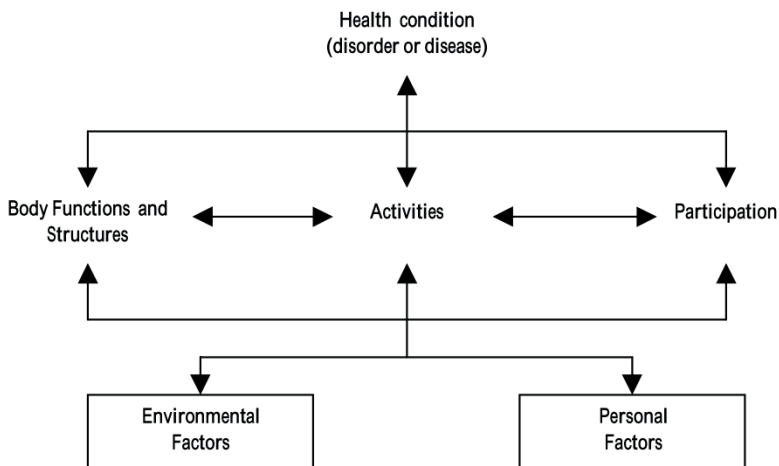 Health condition
(disorder or disease)
Body Functions and
Structures
Activities
Participation
Environmental
Factors
Personal
Factors